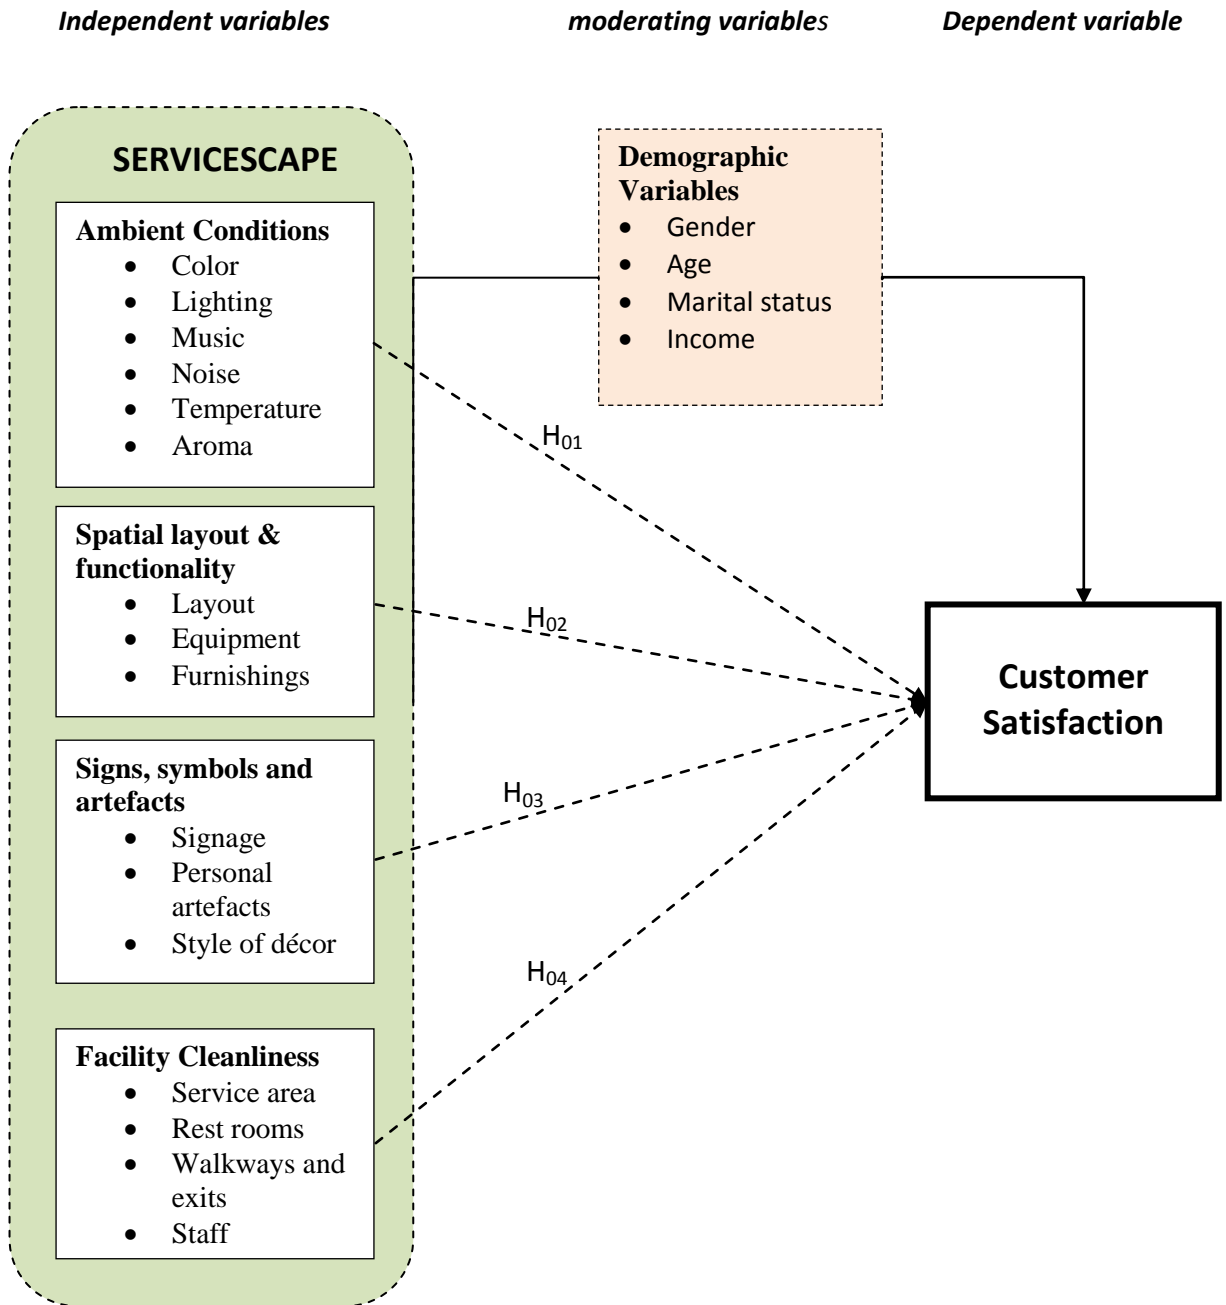 Independent variables
moderating variables
Dependent variable
SERVICESCAPE
Ambient Conditions
• Color
• Lighting
• Music
• Noise
• Temperature
• Aroma
Spatial layout &
functionality
• Layout
• Equipment
• Furnishings
Signs, symbols and
artefacts
• Signage
• Personal
artefacts
• Style of décor
Facility Cleanliness
• Service area
• Rest rooms
• Walkways and
exits
• Staff
Demographic
Variables
• Gender
• Age
• Marital status
• Income
H01
H02
H03
H04
Customer
Satisfaction